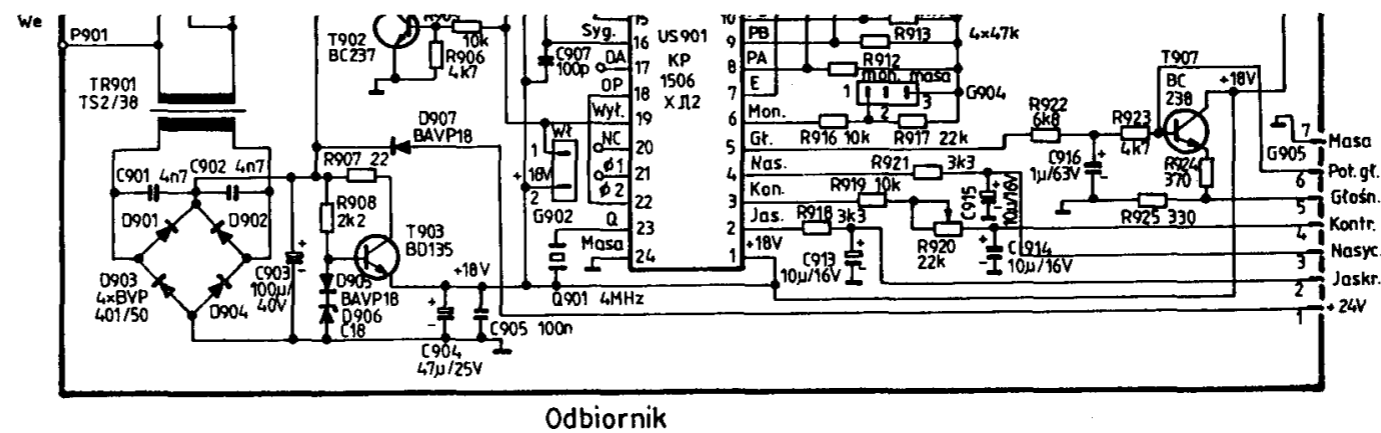 We
P901
TR901
TS2/38
C901 4n7
C902 4n7
D901
D902
D903
4×BYP
401/50
D904
T902
BC237
10k
R906
4k7
D907
BAVP18
R907 22
R908
2k2
T903
BD135
C903
100μ/
40V
D905
BAVP18
D906
C18
+18V
C904
47μ/25V
C905 100n
C907
100p
Wł
1
+18V
2
G902
Q901 4MHz
Syg.
DA
OP
Wył.
NC
Ø1
Ø2
Q
Masa
15
16
17
18
19
20
21
22
23
24
US901
КР
1506
ХЛ2
10
9
8
7
6
5
4
3
2
1
PB
PA
E
Mon.
Gł.
Nas.
Kon.
Jas.
+18V
R913
4×47k
R912
mon. masa
1
2
3
G904
R916 10k
R917 22k
R921 3k3
R919 10k
R918 3k3
C913
10μ/16V
R920
22k
C915
10μ/16V
C914
10μ/16V
R922
6k8
C916
1μ/63V
R923
4k7
T907
BC
238
+18V
R924
370
R925 330
G905
7 Masa
6 Pot.gł.
5 Głośn.
4 Kontr.
3 Nasyc.
2 Jaskr.
1 +24V
Odbiornik